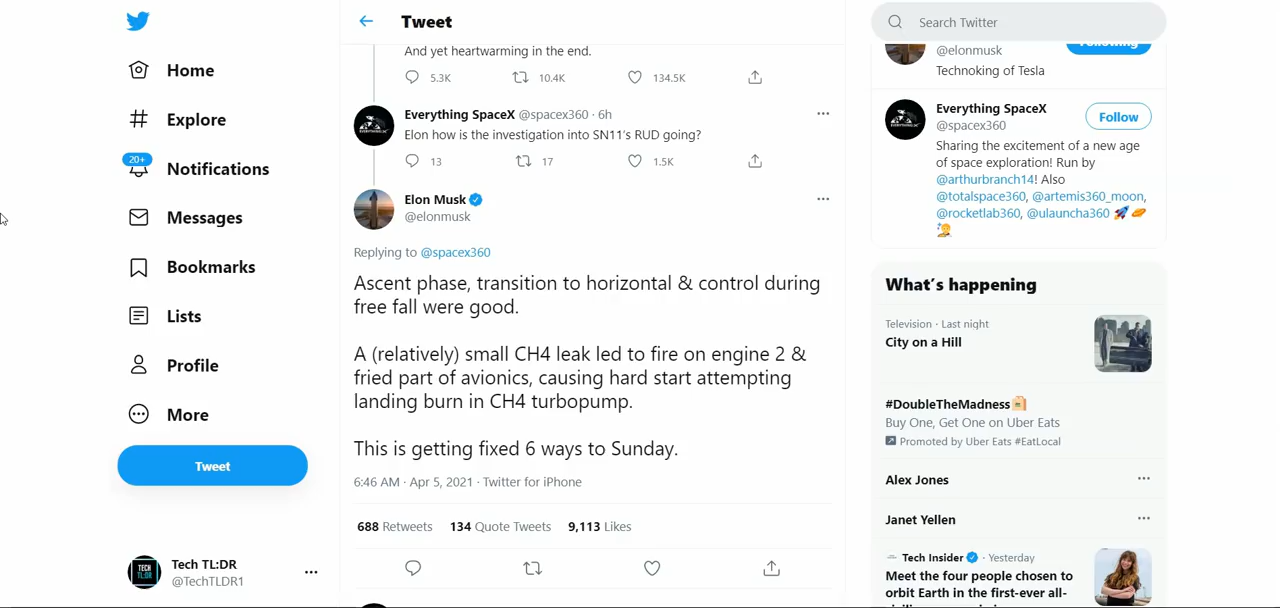 Home
Explore
20+
Notifications
Messages
Bookmarks
Lists
Profile
More
Tweet
Tech TL:DR
@TechTLDR1
Tweet
And yet heartwarming in the end.
5.3K 10.4K 134.5K
Everything SpaceX @spacex360 · 6h
Elon how is the investigation into SN11's RUD going?
13 17 1.5K
Elon Musk
@elonmusk
Replying to @spacex360
Ascent phase, transition to horizontal & control during
free fall were good.
A (relatively) small CH4 leak led to fire on engine 2 &
fried part of avionics, causing hard start attempting
landing burn in CH4 turbopump.
This is getting fixed 6 ways to Sunday.
6:46 AM · Apr 5, 2021 · Twitter for iPhone
688 Retweets 134 Quote Tweets 9,113 Likes
Search Twitter
@elonmusk
Following
Technoking of Tesla
Everything SpaceX
@spacex360
Follow
Sharing the excitement of a new age
of space exploration! Run by
@arthurbranch14! Also
@totalspace360, @artemis360_moon,
@rocketlab360, @ulauncha360
What's happening
Television · Last night
City on a Hill
#DoubleTheMadness
Buy One, Get One on Uber Eats
Promoted by Uber Eats #EatLocal
Alex Jones
Janet Yellen
Tech Insider · Yesterday
Meet the four people chosen to
orbit Earth in the first-ever all-